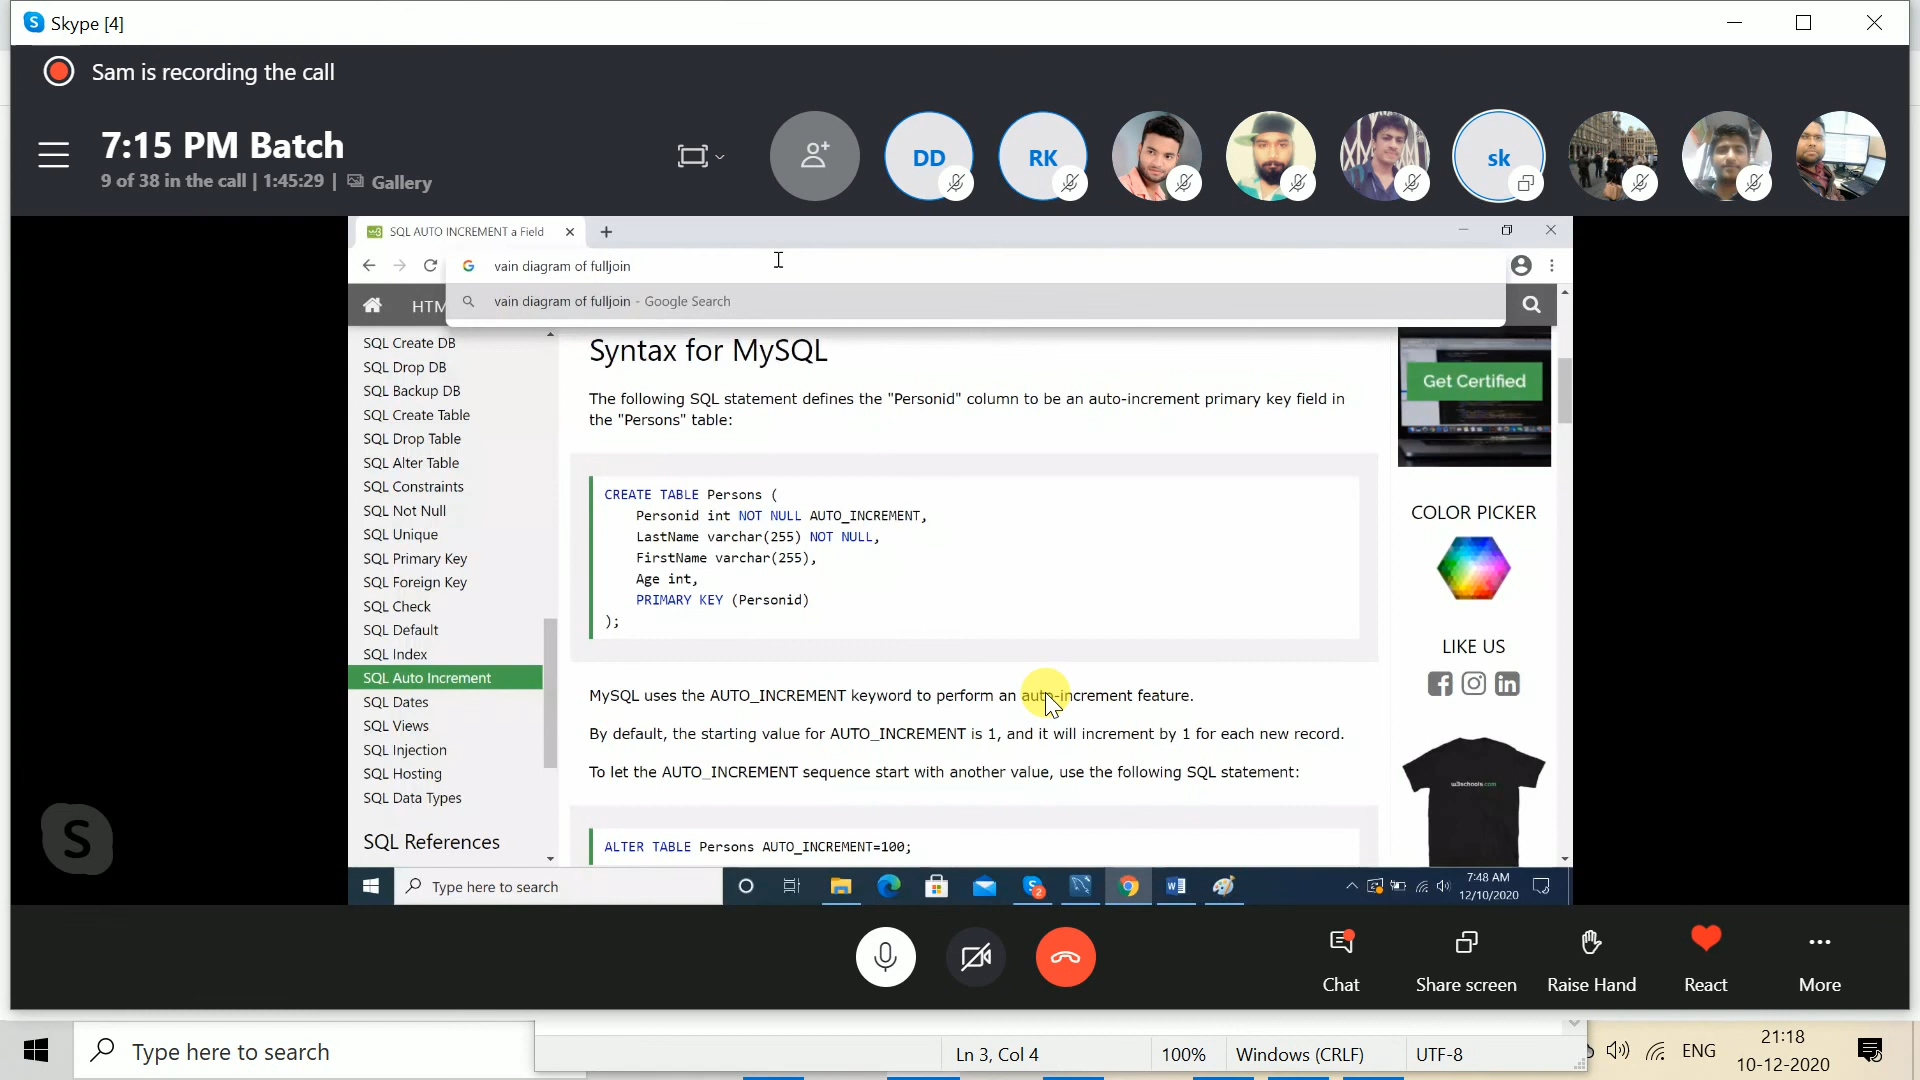 Skype [4]
Sam is recording the call
7:15 PM Batch
9 of 38 in the call | 1:45:29 | Gallery
DD
RK
sk
SQL AUTO INCREMENT a Field
vain diagram of fulljoin
vain diagram of fulljoin - Google Search
HTM
SQL Create DB
SQL Drop DB
SQL Backup DB
SQL Create Table
SQL Drop Table
SQL Alter Table
SQL Constraints
SQL Not Null
SQL Unique
SQL Primary Key
SQL Foreign Key
SQL Check
SQL Default
SQL Index
SQL Auto Increment
SQL Dates
SQL Views
SQL Injection
SQL Hosting
SQL Data Types
SQL References
Syntax for MySQL
The following SQL statement defines the "Personid" column to be an auto-increment primary key field in
the "Persons" table:
CREATE TABLE Persons (
Personid int NOT NULL AUTO_INCREMENT,
LastName varchar(255) NOT NULL,
FirstName varchar(255),
Age int,
PRIMARY KEY (Personid)
);
MySQL uses the AUTO_INCREMENT keyword to perform an auto-increment feature.
By default, the starting value for AUTO_INCREMENT is 1, and it will increment by 1 for each new record.
To let the AUTO_INCREMENT sequence start with another value, use the following SQL statement:
ALTER TABLE Persons AUTO_INCREMENT=100;
Get Certified
COLOR PICKER
LIKE US
w3schools.com
Type here to search
2
7:48 AM
12/10/2020
Chat
Share screen
Raise Hand
React
More
Type here to search
Ln 3, Col 4
100%
Windows (CRLF)
UTF-8
ENG
21:18
10-12-2020